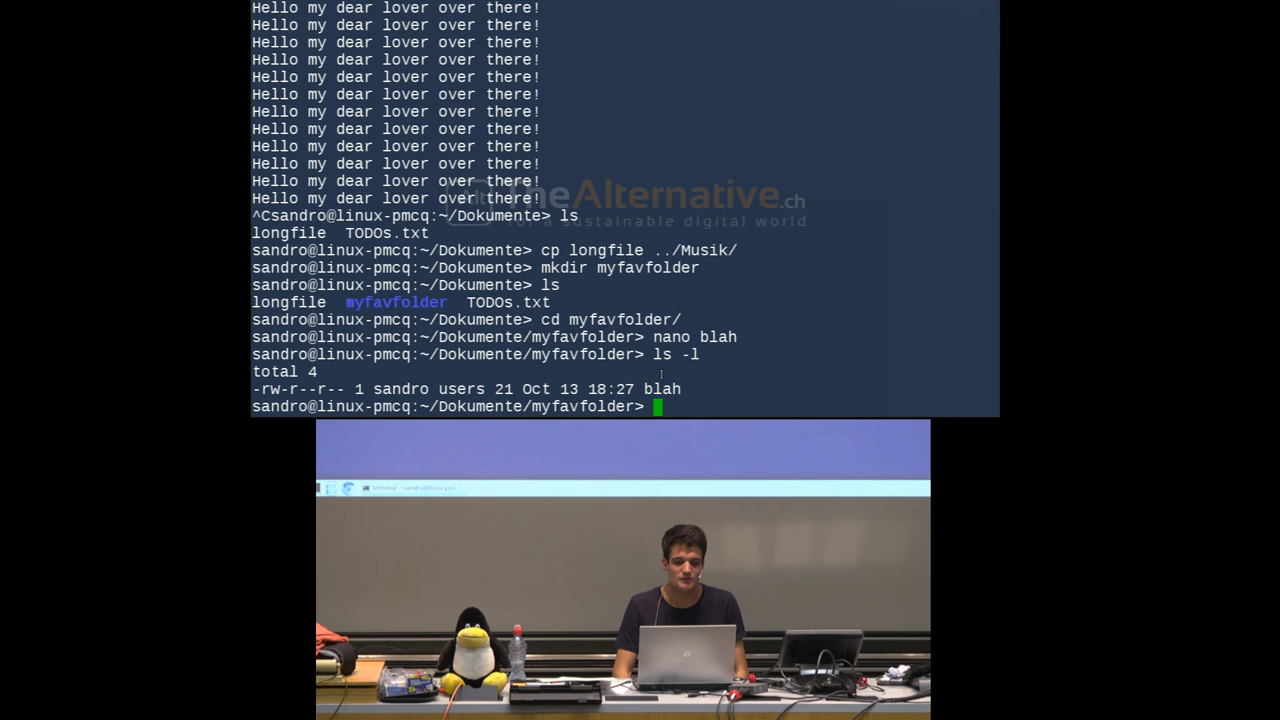 Hello my dear lover over there!
Hello my dear lover over there!
Hello my dear lover over there!
Hello my dear lover over there!
Hello my dear lover over there!
Hello my dear lover over there!
Hello my dear lover over there!
Hello my dear lover over there!
Hello my dear lover over there!
Hello my dear lover over there!
Hello my dear lover over there!
Hello my dear lover over there!
Alt
TheAlternative.ch
for a sustainable digital world
^Csandro@linux-pmcq:~/Dokumente> ls
longfile  TODOs.txt
sandro@linux-pmcq:~/Dokumente> cp longfile ../Musik/
sandro@linux-pmcq:~/Dokumente> mkdir myfavfolder
sandro@linux-pmcq:~/Dokumente> ls
longfile  myfavfolder  TODOs.txt
sandro@linux-pmcq:~/Dokumente> cd myfavfolder/
sandro@linux-pmcq:~/Dokumente/myfavfolder> nano blah
sandro@linux-pmcq:~/Dokumente/myfavfolder> ls -l
total 4
-rw-r--r-- 1 sandro users 21 Oct 13 18:27 blah
sandro@linux-pmcq:~/Dokumente/myfavfolder>